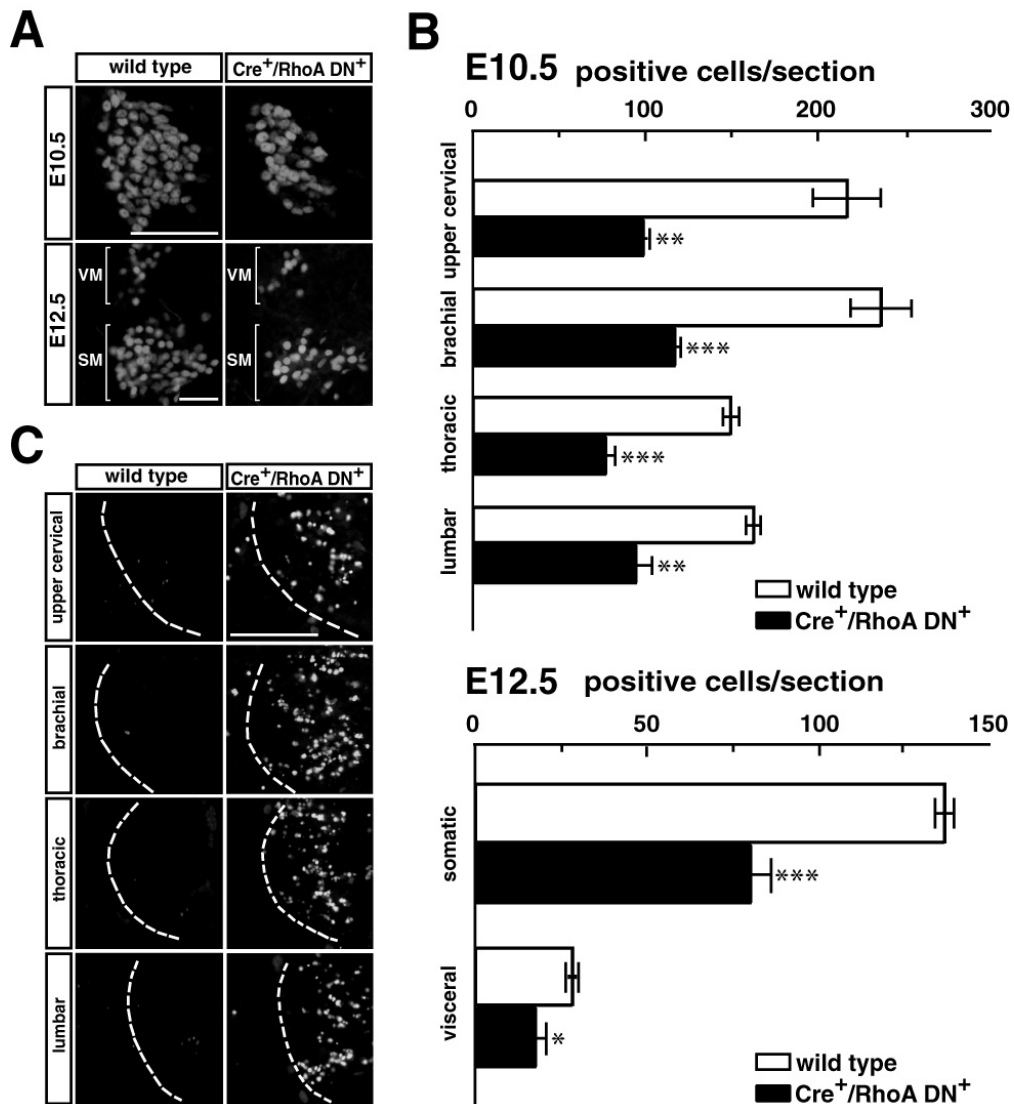 A
wild type
Cre+/RhoA DN+
E10.5
E12.5
VM
SM
VM
SM
B
E10.5 positive cells/section
0 100 200 300
upper cervical
**
brachial
***
thoracic
***
lumbar
**
wild type
Cre+/RhoA DN+
E12.5 positive cells/section
0 50 100 150
somatic
***
visceral
*
wild type
Cre+/RhoA DN+
C
wild type
Cre+/RhoA DN+
upper cervical
brachial
thoracic
lumbar